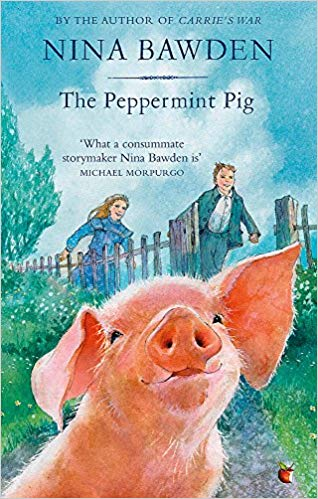 BY THE AUTHOR OF CARRIE'S WAR
NINA BAWDEN
The Peppermint Pig
'What a consummate
storymaker Nina Bawden is'
MICHAEL MORPURGO